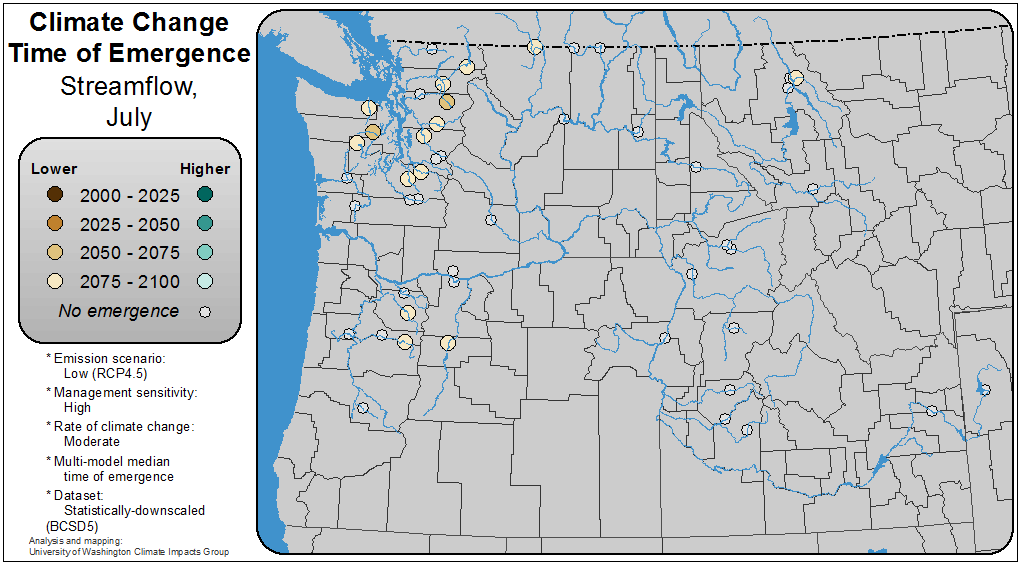 Climate Change
Time of Emergence
Streamflow,
July
Lower Higher
2000 - 2025
2025 - 2050
2050 - 2075
2075 - 2100
No emergence
* Emission scenario:
Low (RCP4.5)
* Management sensitivity:
High
* Rate of climate change:
Moderate
* Multi-model median
time of emergence
* Dataset:
Statistically-downscaled
(BCSD5)
Analysis and mapping:
University of Washington Climate Impacts Group